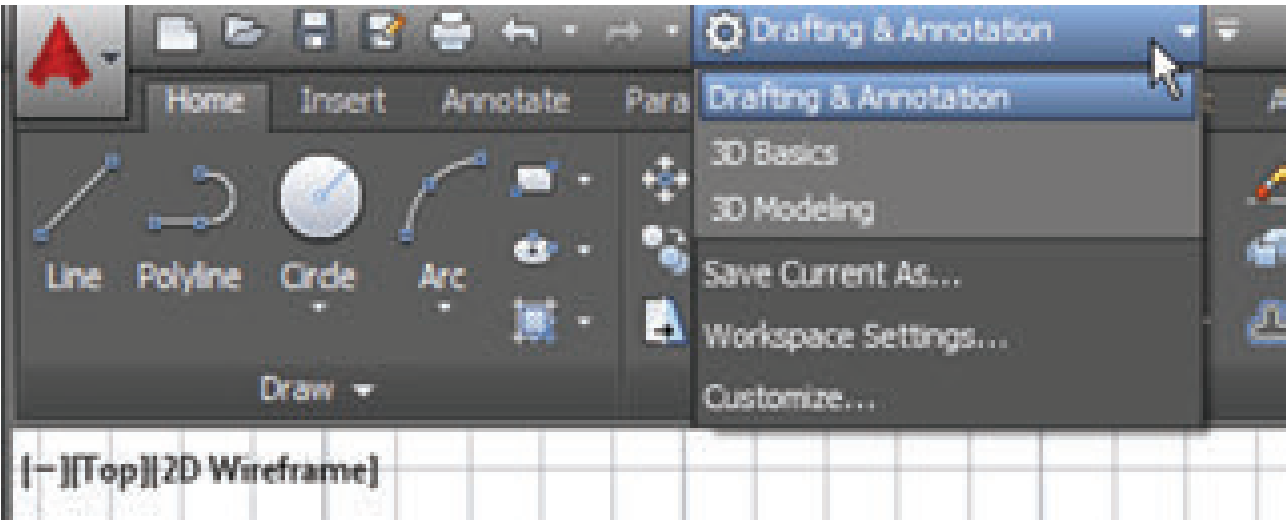 Drafting & Annotation
Home Insert Annotate Para
Drafting & Annotation
3D Basics
3D Modeling
Save Current As...
Workspace Settings...
Customize...
Line Polyline Circle Arc
Draw
[−][Top][2D Wireframe]